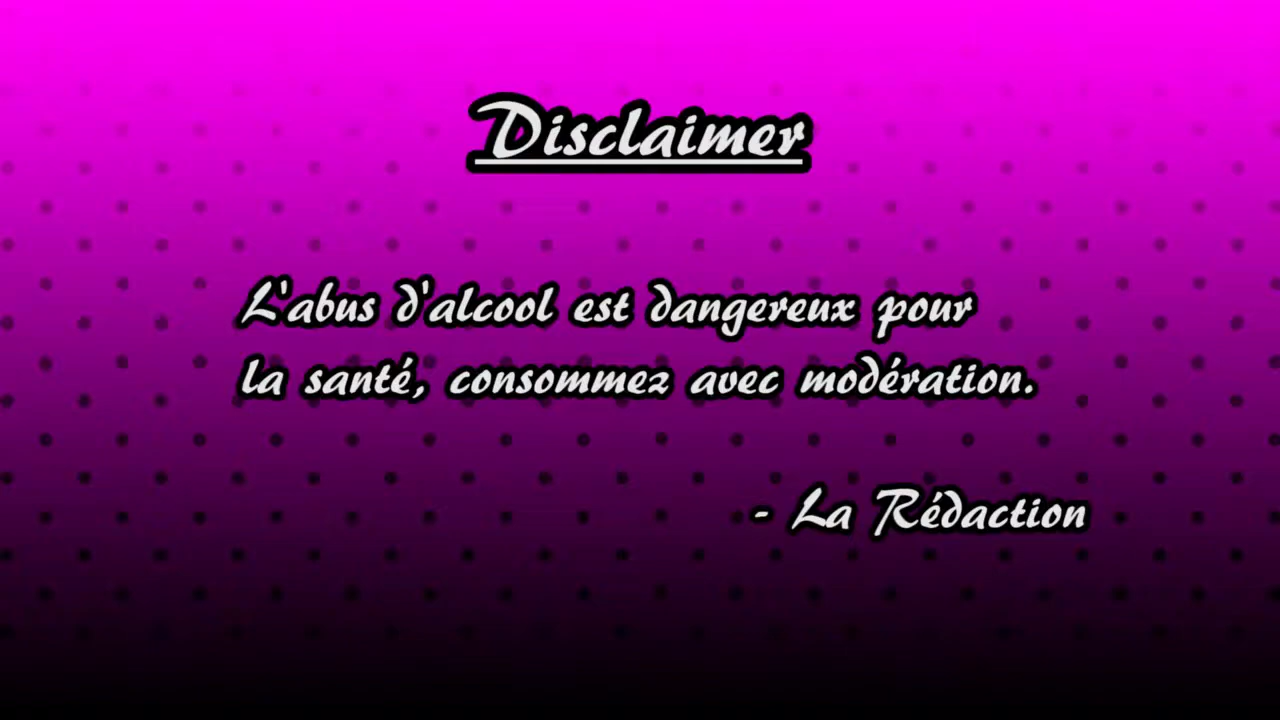 Disclaimer
L'abus d'alcool est dangereux pour
la santé, consommez avec modération.
- La Rédaction